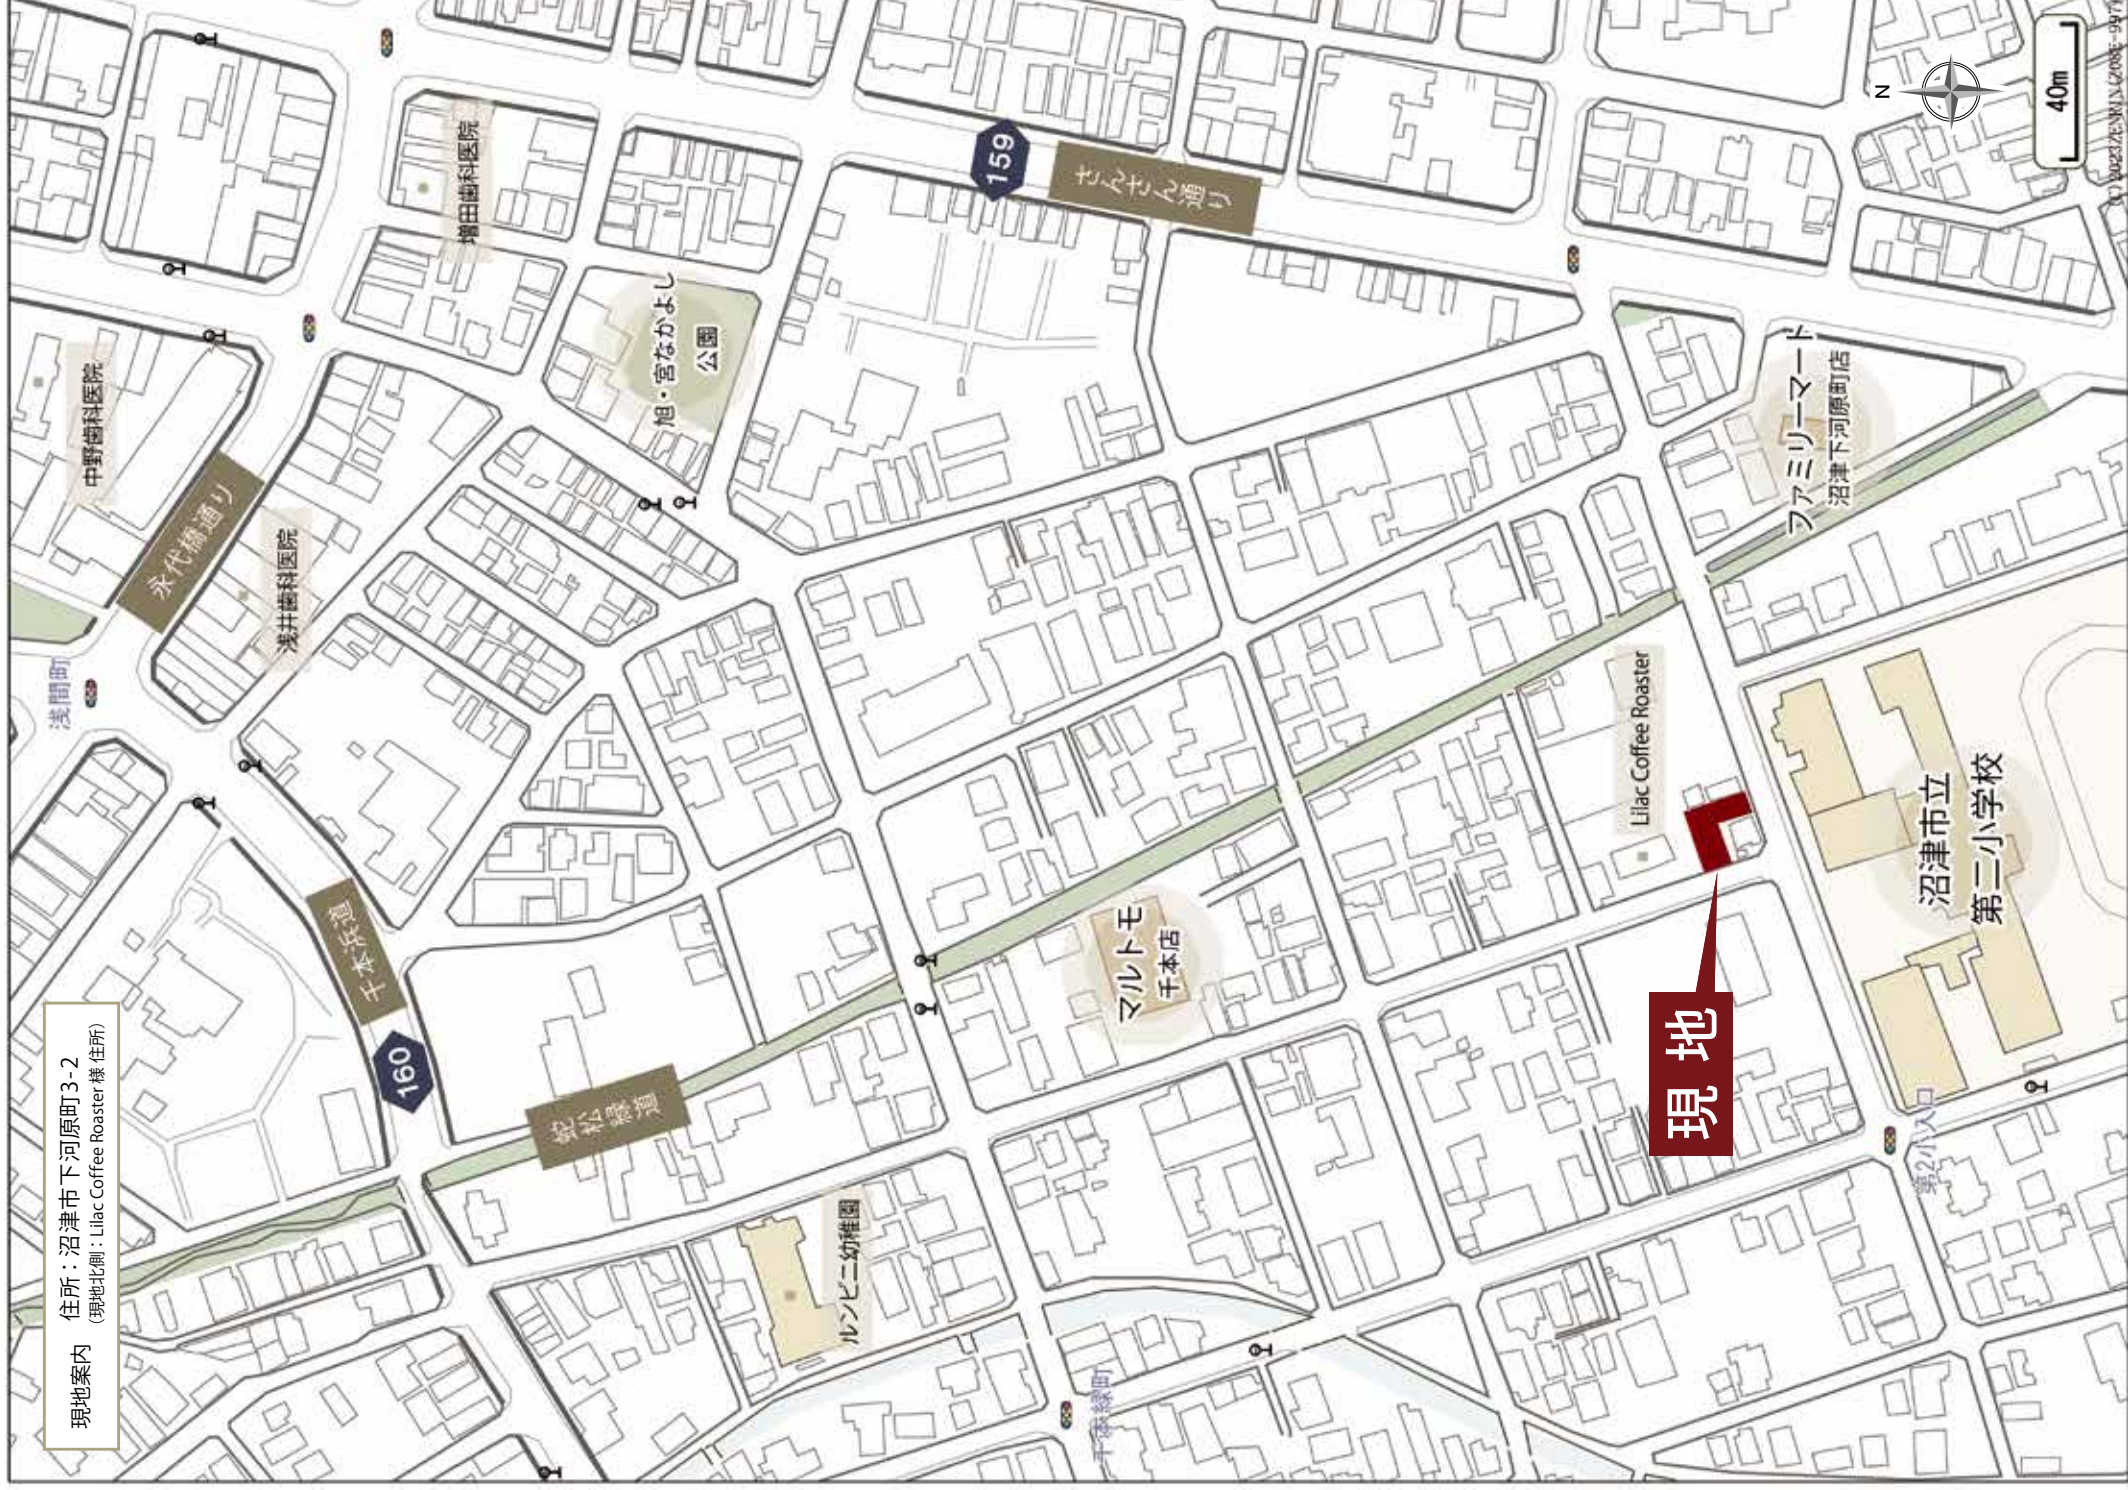 現地案内　住所：沼津市下河原町3-2
（現地北側：Lilac Coffee Roaster 様 住所）
浅間町
中野歯科医院
永代橋通り
浅井歯科医院
増田歯科医院
千本浜道
160
蛇松緑道
旭・宮なかよし
公園
159
さんさん通り
ルンビニ幼稚園
マルトモ
千本店
千本緑町
Lilac Coffee Roaster
現 地
ファミリーマート
沼津下河原町店
沼津市立
第二小学校
第2小入口
N
40m